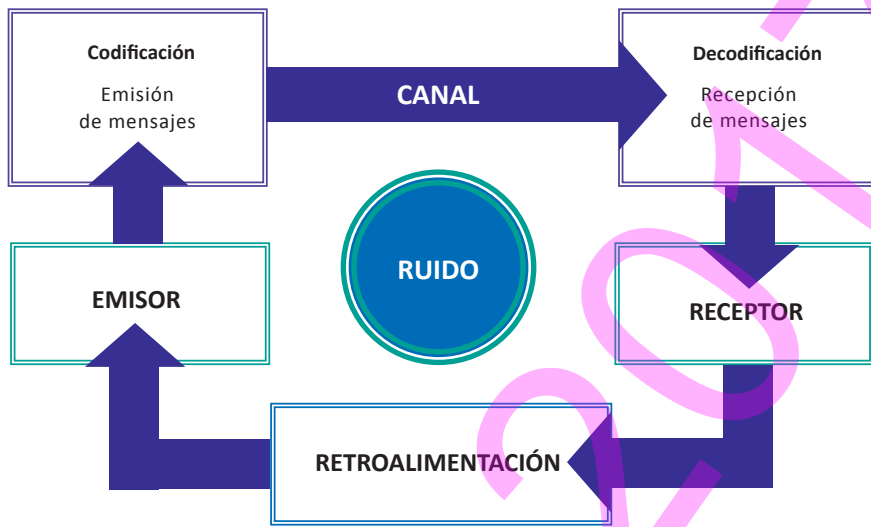 Codificación
Emisión
de mensajes
CANAL
Decodificación
Recepción
de mensajes
EMISOR
RUIDO
RECEPTOR
RETROALIMENTACIÓN